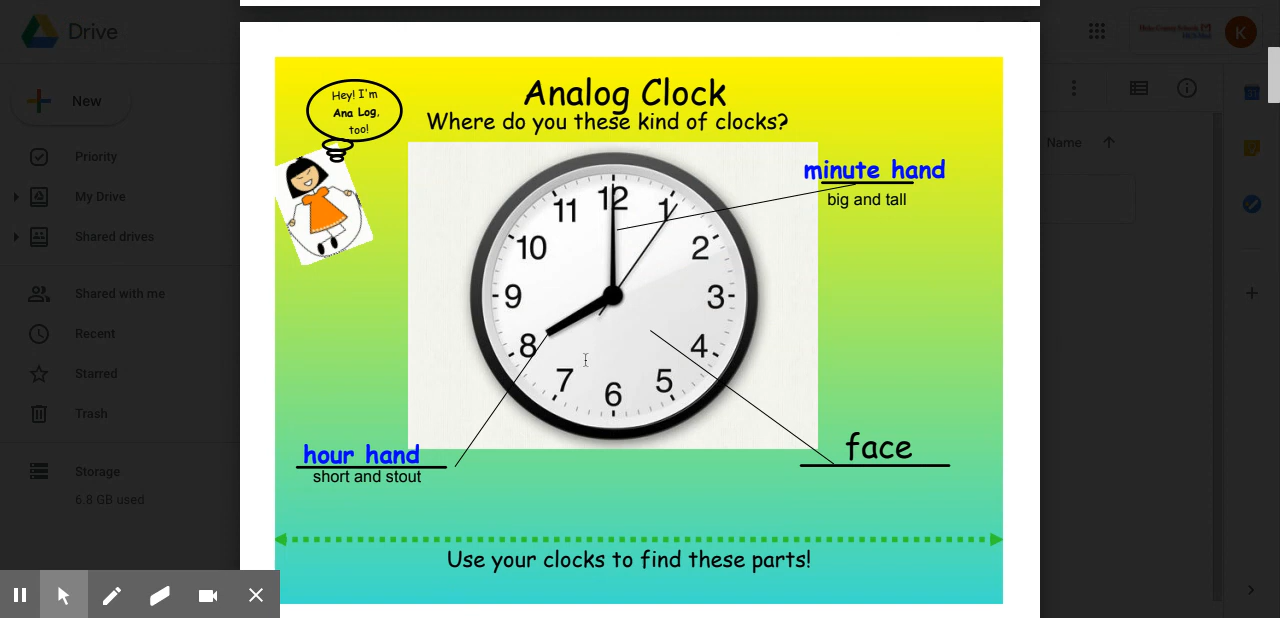 Drive
K
New
Priority
My Drive
Shared drives
Shared with me
Recent
Starred
Trash
Storage
6.8 GB used
Name
Hey! I'm
Ana Log,
too!
Analog Clock
Where do you these kind of clocks?
minute hand
big and tall
12
11
1
10
2
9
3
8
4
7
5
6
hour hand
short and stout
face
Use your clocks to find these parts!